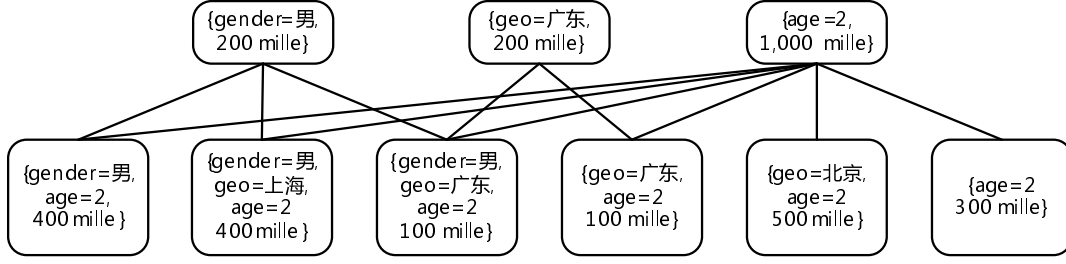 {gender=男,
200 mille}
{geo=广东,
200 mille}
{age=2,
1,000 mille}
{gender=男,
age=2,
400 mille}
{gender=男,
geo=上海,
age=2
400 mille}
{gender=男,
geo=广东,
age=2
100 mille}
{geo=广东,
age=2
100 mille}
{geo=北京,
age=2
500 mille}
{age=2
300 mille}